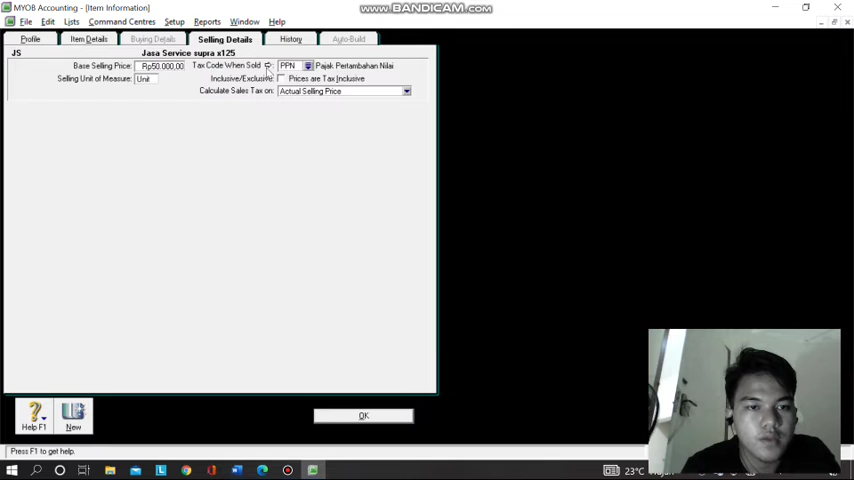 www.BANDICAM.com
MYOB Accounting - [Item Information]
File Edit Lists Command Centres Setup Reports Window Help
Profile Item Details Buying Details Selling Details History Auto-Build
JS Jasa Service supra x125
Base Selling Price: Rp50.000,00 Tax Code When Sold : PPN Pajak Pertambahan Nilai
Selling Unit of Measure: Unit Inclusive/Exclusive: Prices are Tax Inclusive
Calculate Sales Tax on: Actual Selling Price
Help F1 New OK
Press F1 to get help.
23°C